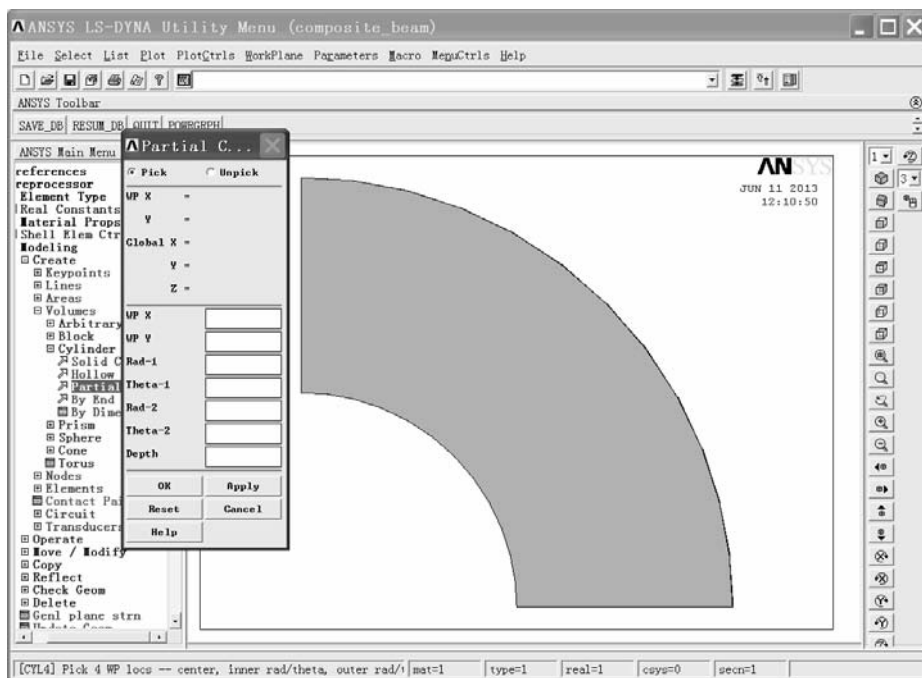 ANSYS LS-DYNA Utility Menu (composite_beam)
File Select List Plot PlotCtrls WorkPlane Parameters Macro MenuCtrls Help
ANSYS Toolbar
SAVE_DB RESUM_DB QUIT POWRGRPH
ANSYS Main Menu
references
reprocessor
Element Type
Real Constants
Material Props
Shell Elem Ctr
Modeling
Create
Keypoints
Lines
Areas
Volumes
Arbitrary
Block
Cylinder
Solid C
Hollow
Partial
By End
By Dime
Prism
Sphere
Cone
Torus
Nodes
Elements
Contact Pai
Circuit
Transducers
Operate
Move / Modify
Copy
Reflect
Check Geom
Delete
Genl plane strn
Update Geom
Partial C...
Pick Unpick
WP X =
Y =
Global X =
Y =
Z =
WP X
WP Y
Rad-1
Theta-1
Rad-2
Theta-2
Depth
OK Apply
Reset Cancel
Help
ANSYS
JUN 11 2013
12:10:50
1
3
[CYL4] Pick 4 WP locs -- center, inner rad/theta, outer rad/t mat=1 type=1 real=1 csys=0 secn=1